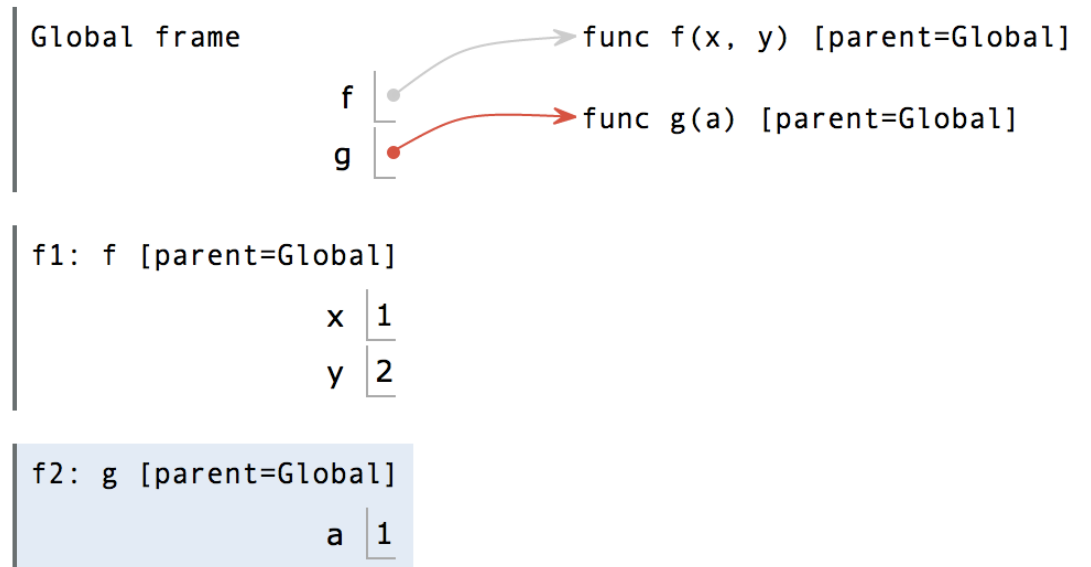 Global frame
func f(x, y) [parent=Global]
f
func g(a) [parent=Global]
g
f1: f [parent=Global]
x 1
y 2
f2: g [parent=Global]
a 1